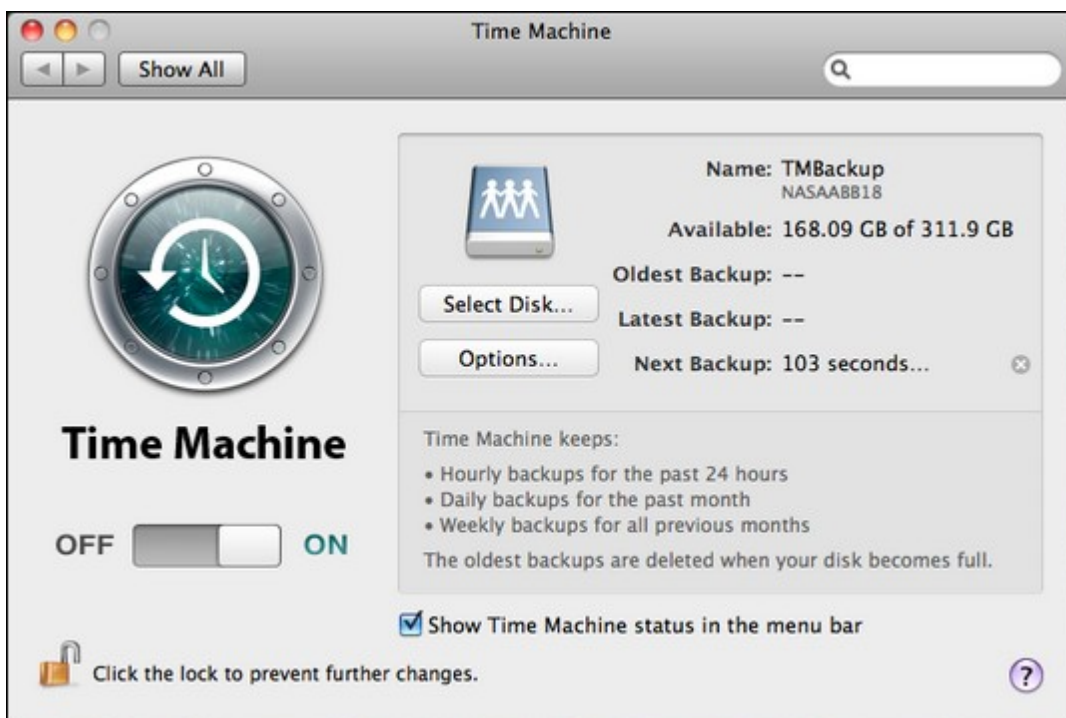 Time Machine
Show All
Name: TMBackup
NASAABB18
Available: 168.09 GB of 311.9 GB
Oldest Backup: --
Select Disk...
Latest Backup: --
Options...
Next Backup: 103 seconds...
Time Machine
OFF
ON
Time Machine keeps:
• Hourly backups for the past 24 hours
• Daily backups for the past month
• Weekly backups for all previous months
The oldest backups are deleted when your disk becomes full.
Show Time Machine status in the menu bar
Click the lock to prevent further changes.
?